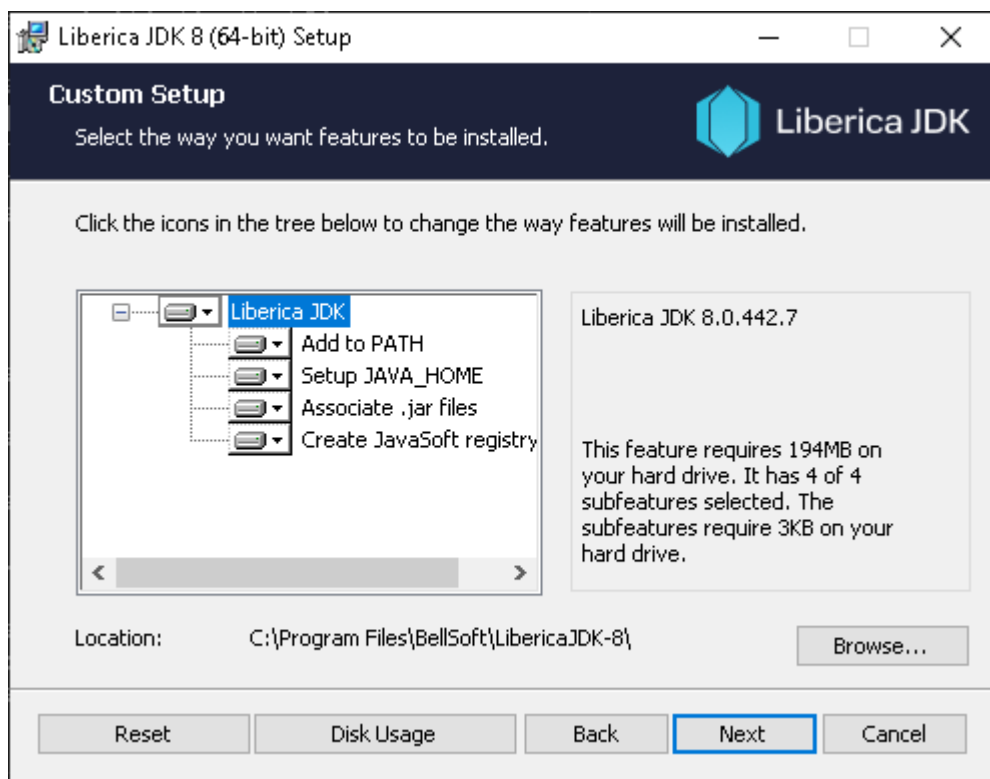 Liberica JDK 8 (64-bit) Setup
Custom Setup
Select the way you want features to be installed.
Liberica JDK
Click the icons in the tree below to change the way features will be installed.
Liberica JDK
Add to PATH
Setup JAVA_HOME
Associate .jar files
Create JavaSoft registry
Liberica JDK 8.0.442.7
This feature requires 194MB on
your hard drive. It has 4 of 4
subfeatures selected. The
subfeatures require 3KB on your
hard drive.
Location: C:\Program Files\BellSoft\LibericaJDK-8\
Browse...
Reset Disk Usage Back Next Cancel